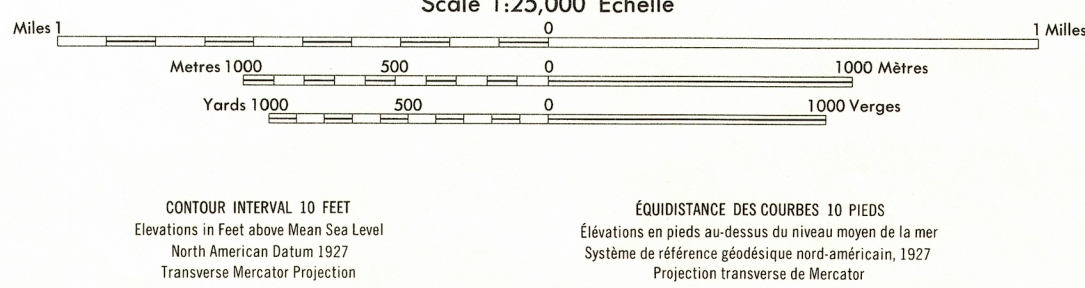 Scale 1:25,000 Échelle
Miles 1 0 1 Milles
Metres 1000 500 0 1000 Mètres
Yards 1000 500 0 1000 Verges
CONTOUR INTERVAL 10 FEET
Elevations in Feet above Mean Sea Level
North American Datum 1927
Transverse Mercator Projection
ÉQUIDISTANCE DES COURBES 10 PIEDS
Élévations en pieds au-dessus du niveau moyen de la mer
Système de référence géodésique nord-américain, 1927
Projection transverse de Mercator